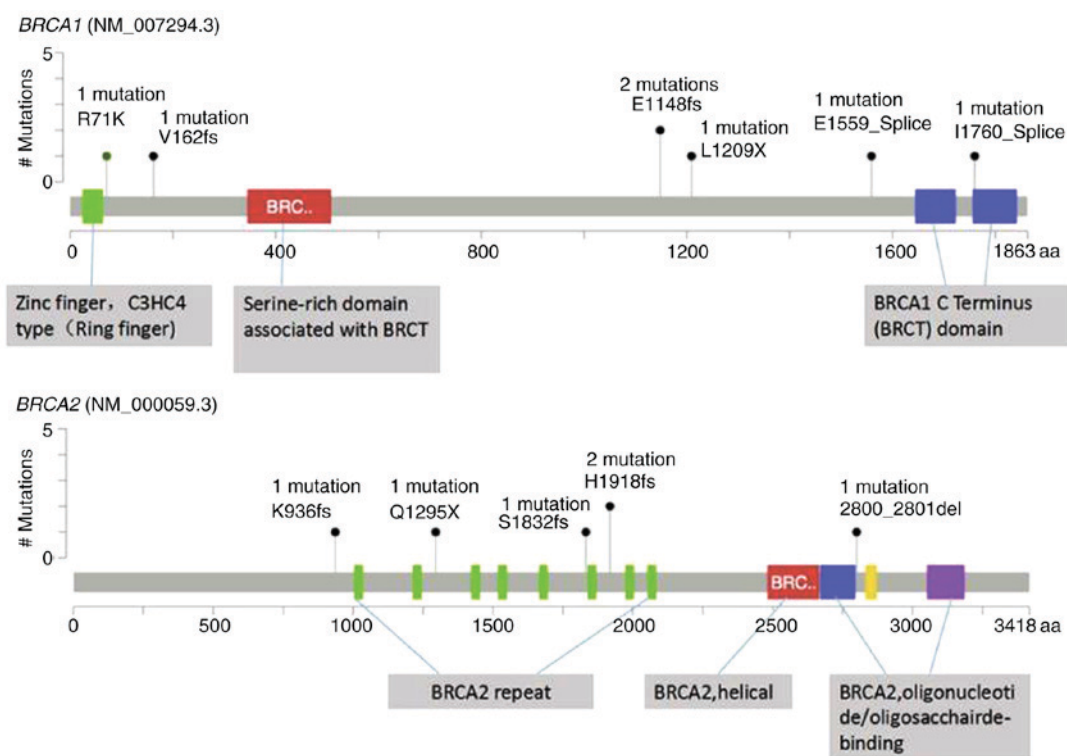 BRCA1 (NM_007294.3)
# Mutations
5
0
1 mutation
R71K
1 mutation
V162fs
2 mutations
E1148fs
1 mutation
L1209X
1 mutation
E1559_Splice
1 mutation
I1760_Splice
BRC..
0
400
800
1200
1600
1863 aa
Zinc finger，C3HC4
type（Ring finger)
Serine-rich domain
associated with BRCT
BRCA1 C Terminus
(BRCT) domain
BRCA2 (NM_000059.3)
# Mutations
5
0
1 mutation
K936fs
1 mutation
Q1295X
1 mutation
S1832fs
2 mutation
H1918fs
1 mutation
2800_2801del
BRC..
0
500
1000
1500
2000
2500
3000
3418 aa
BRCA2 repeat
BRCA2,helical
BRCA2,oligonucleoti
de/oligosacchairde-
binding